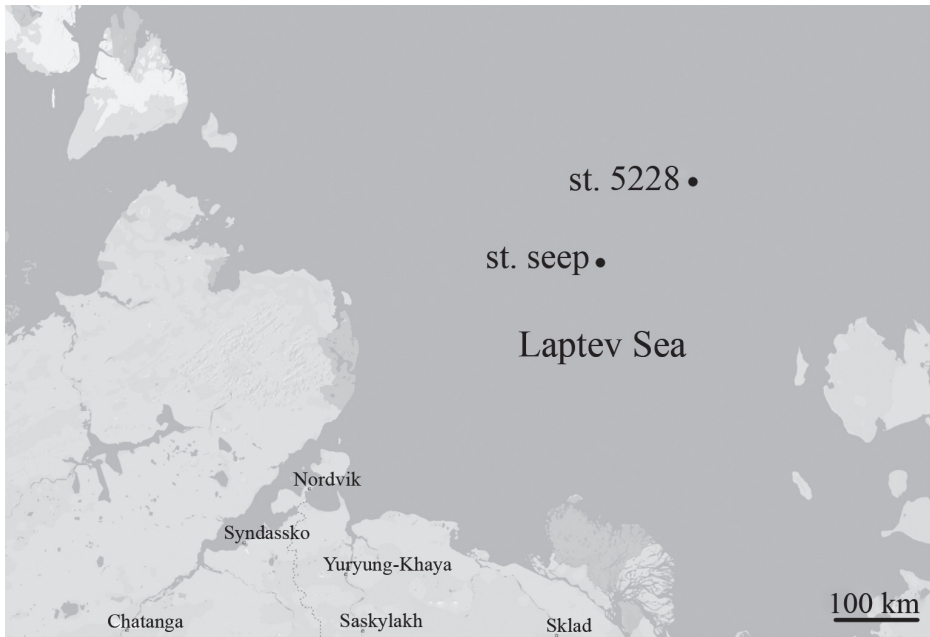 st. 5228
st. seep
Laptev Sea
Nordvik
Syndassko
Yuryung-Khaya
100 km
Chatanga
Saskylakh
Sklad